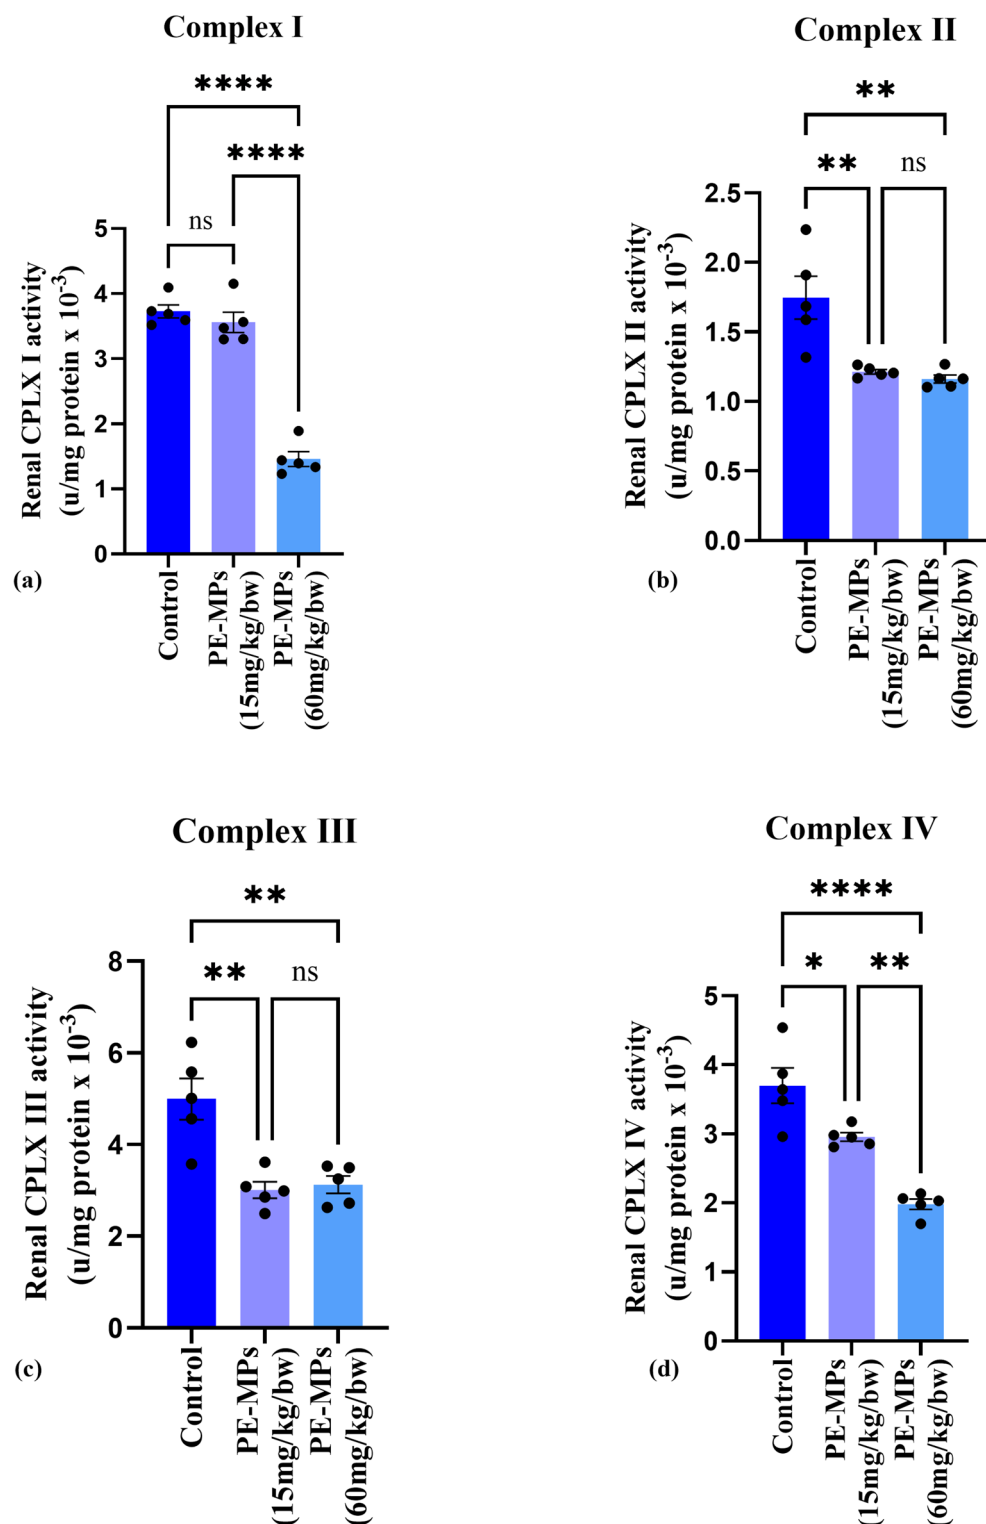 Complex I
****
****
ns
5
4
3
2
1
0
Renal CPLX I activity
(u/mg protein x 10-3)
Control
PE-MPs
(15mg/kg/bw)
PE-MPs
(60mg/kg/bw)
(a)
Complex II
**
**
ns
2.5
2.0
1.5
1.0
0.5
0.0
Renal CPLX II activity
(u/mg protein x 10-3)
Control
PE-MPs
(15mg/kg/bw)
PE-MPs
(60mg/kg/bw)
(b)
Complex III
**
**
ns
8
6
4
2
0
Renal CPLX III activity
(u/mg protein x 10-3)
Control
PE-MPs
(15mg/kg/bw)
PE-MPs
(60mg/kg/bw)
(c)
Complex IV
****
*
**
5
4
3
2
1
0
Renal CPLX IV activity
(u/mg protein x 10-3)
Control
PE-MPs
(15mg/kg/bw)
PE-MPs
(60mg/kg/bw)
(d)